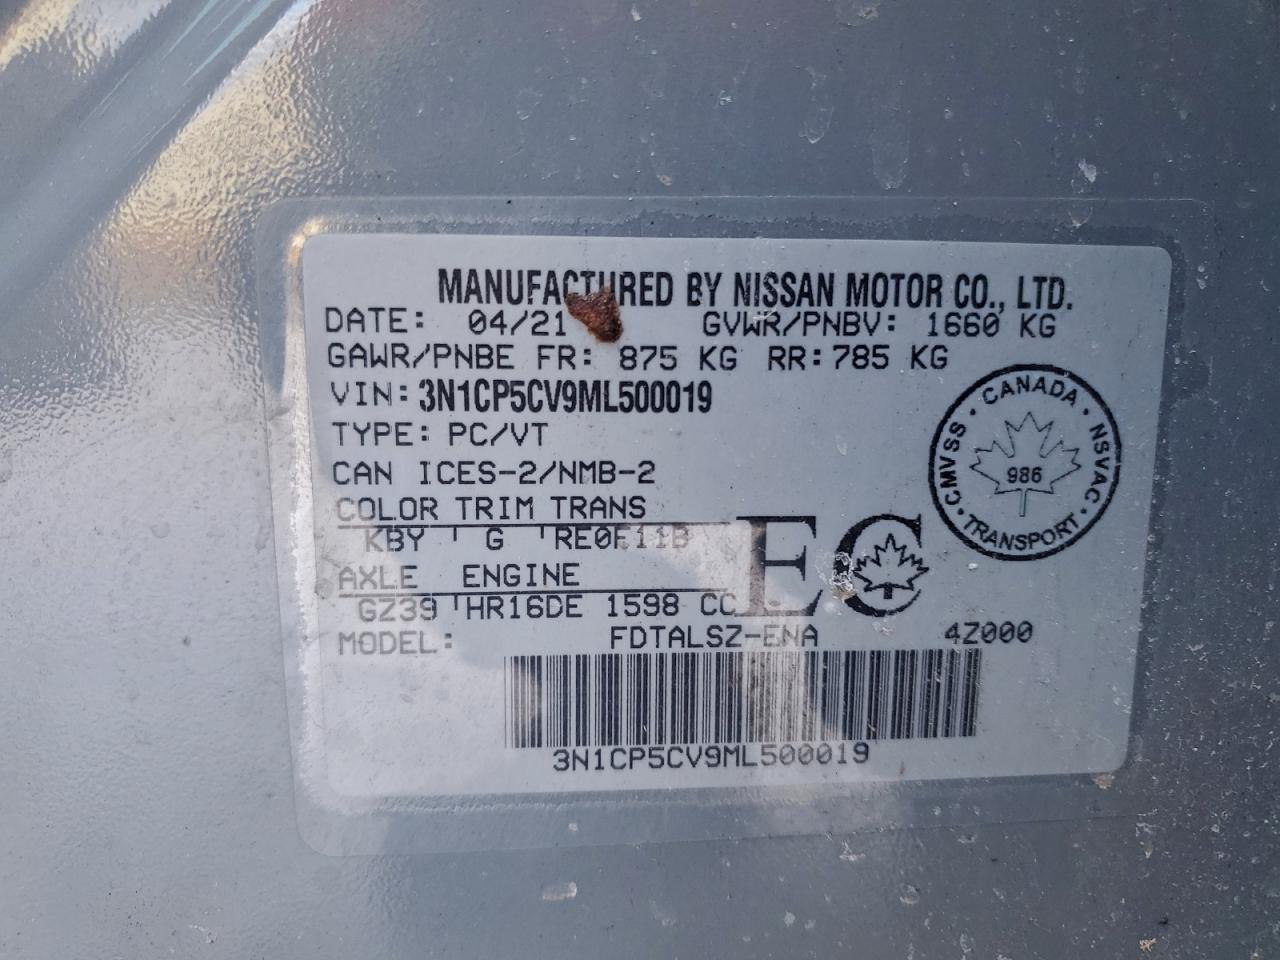 MANUFACTURED BY NISSAN MOTOR CO., LTD.
DATE: 04/21 GVWR/PNBV: 1660 KG
GAWR/PNBE FR: 875 KG RR: 785 KG
VIN: 3N1CP5CV9ML500019
TYPE: PC/VT
CAN ICES-2/NMB-2
COLOR TRIM TRANS
KBY G RE0F11B
AXLE ENGINE
GZ39 HR16DE 1598 CC
MODEL: FDTALSZ-ENA 4Z000
3N1CP5CV9ML500019
EC
CANADA · NSVAC · TRANSPORT · CMVSS ·
986